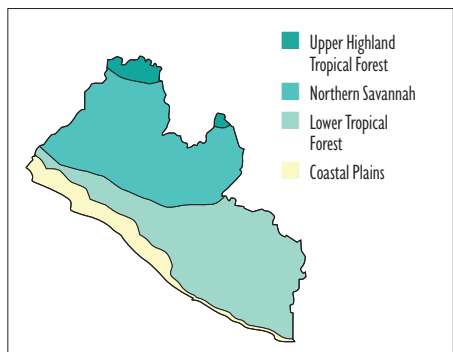 Upper Highland
Tropical Forest
Northern Savannah
Lower Tropical
Forest
Coastal Plains